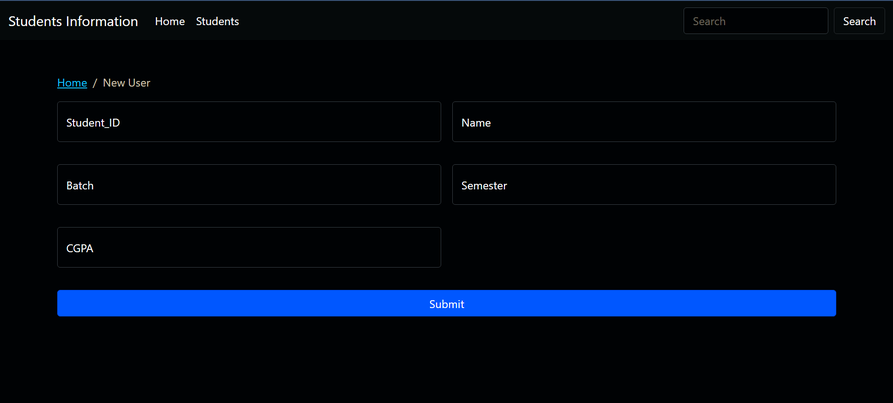 Students Information Home Students Search Search
Home / New User
Student_ID Name
Batch Semester
CGPA
Submit